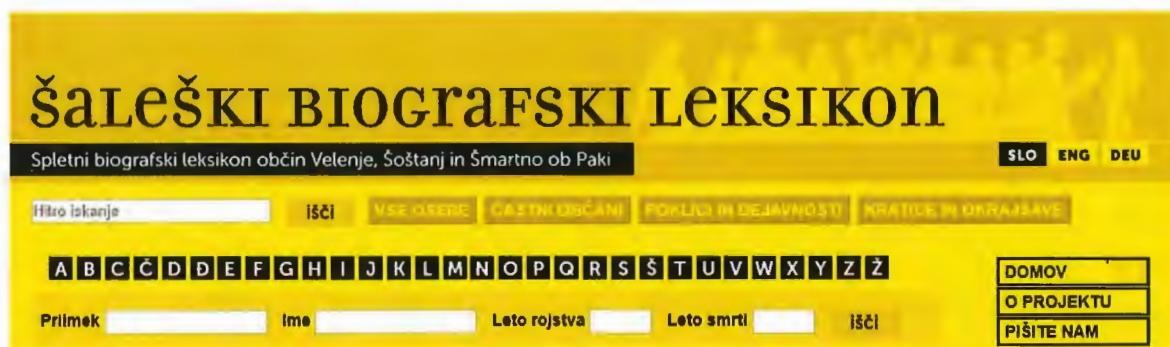 šaleški biografski leksikon
Spletni biografski leksikon občin Velenje, Šoštanj in Šmartno ob Paki
SLO ENG DEU
Hitro iskanje išči VSE OSEBE ČASTNI OBČANI POKLICI IN DEJAVNOSTI KRATICE IN OKRAJŠAVE
A B C Č D Đ E F G H I J K L M N O P Q R S Š T U V W X Y Z Ž
DOMOV
O PROJEKTU
Priimek Ime Leto rojstva Leto smrti išči
PIŠITE NAM